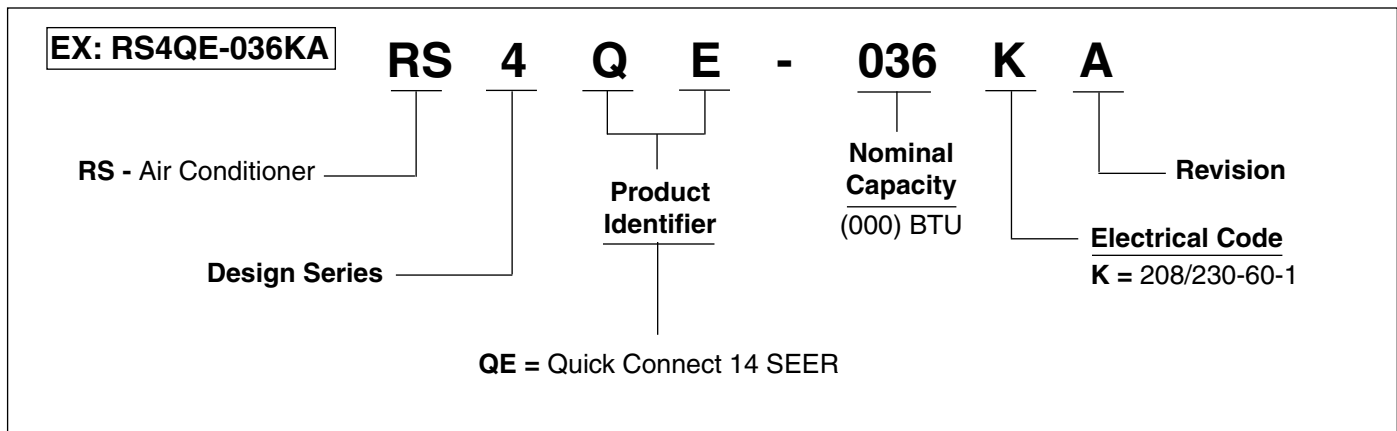 EX: RS4QE-036KA
RS 4 Q E - 036 K A
RS - Air Conditioner
Design Series
Product
Identifier
QE = Quick Connect 14 SEER
Nominal
Capacity
(000) BTU
Revision
Electrical Code
K = 208/230-60-1